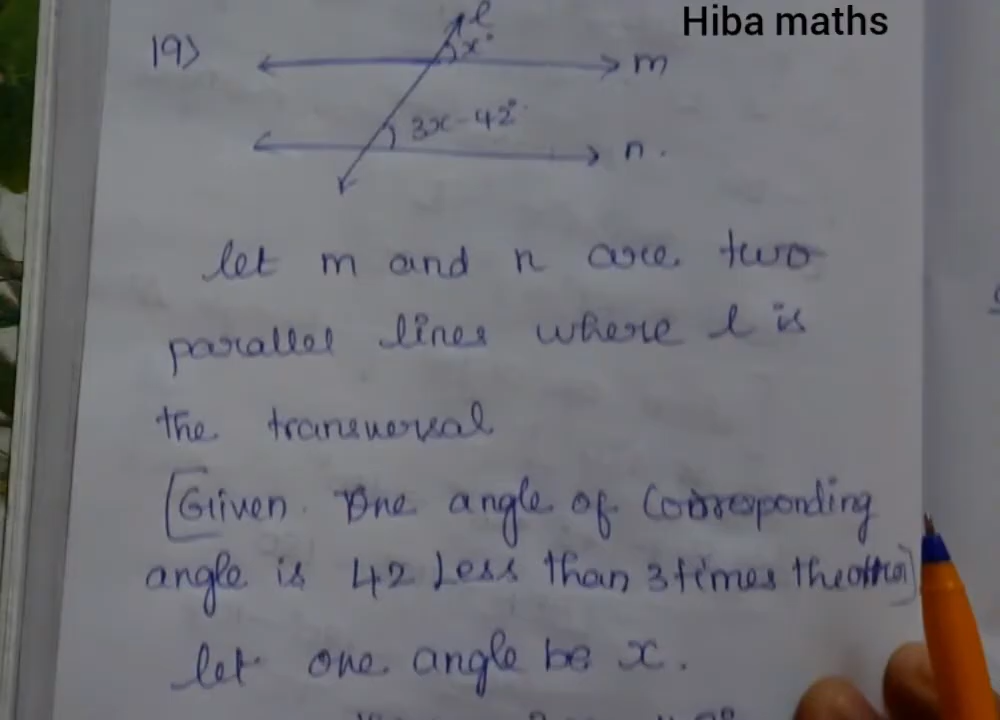 Hiba maths
19)
l
x°
m
3x-42°
n.
let m and n are two
parallel lines where l is
the transversal
[Given One angle of Corresponding
angle is 42 Less than 3 times the other]
let one angle be x.